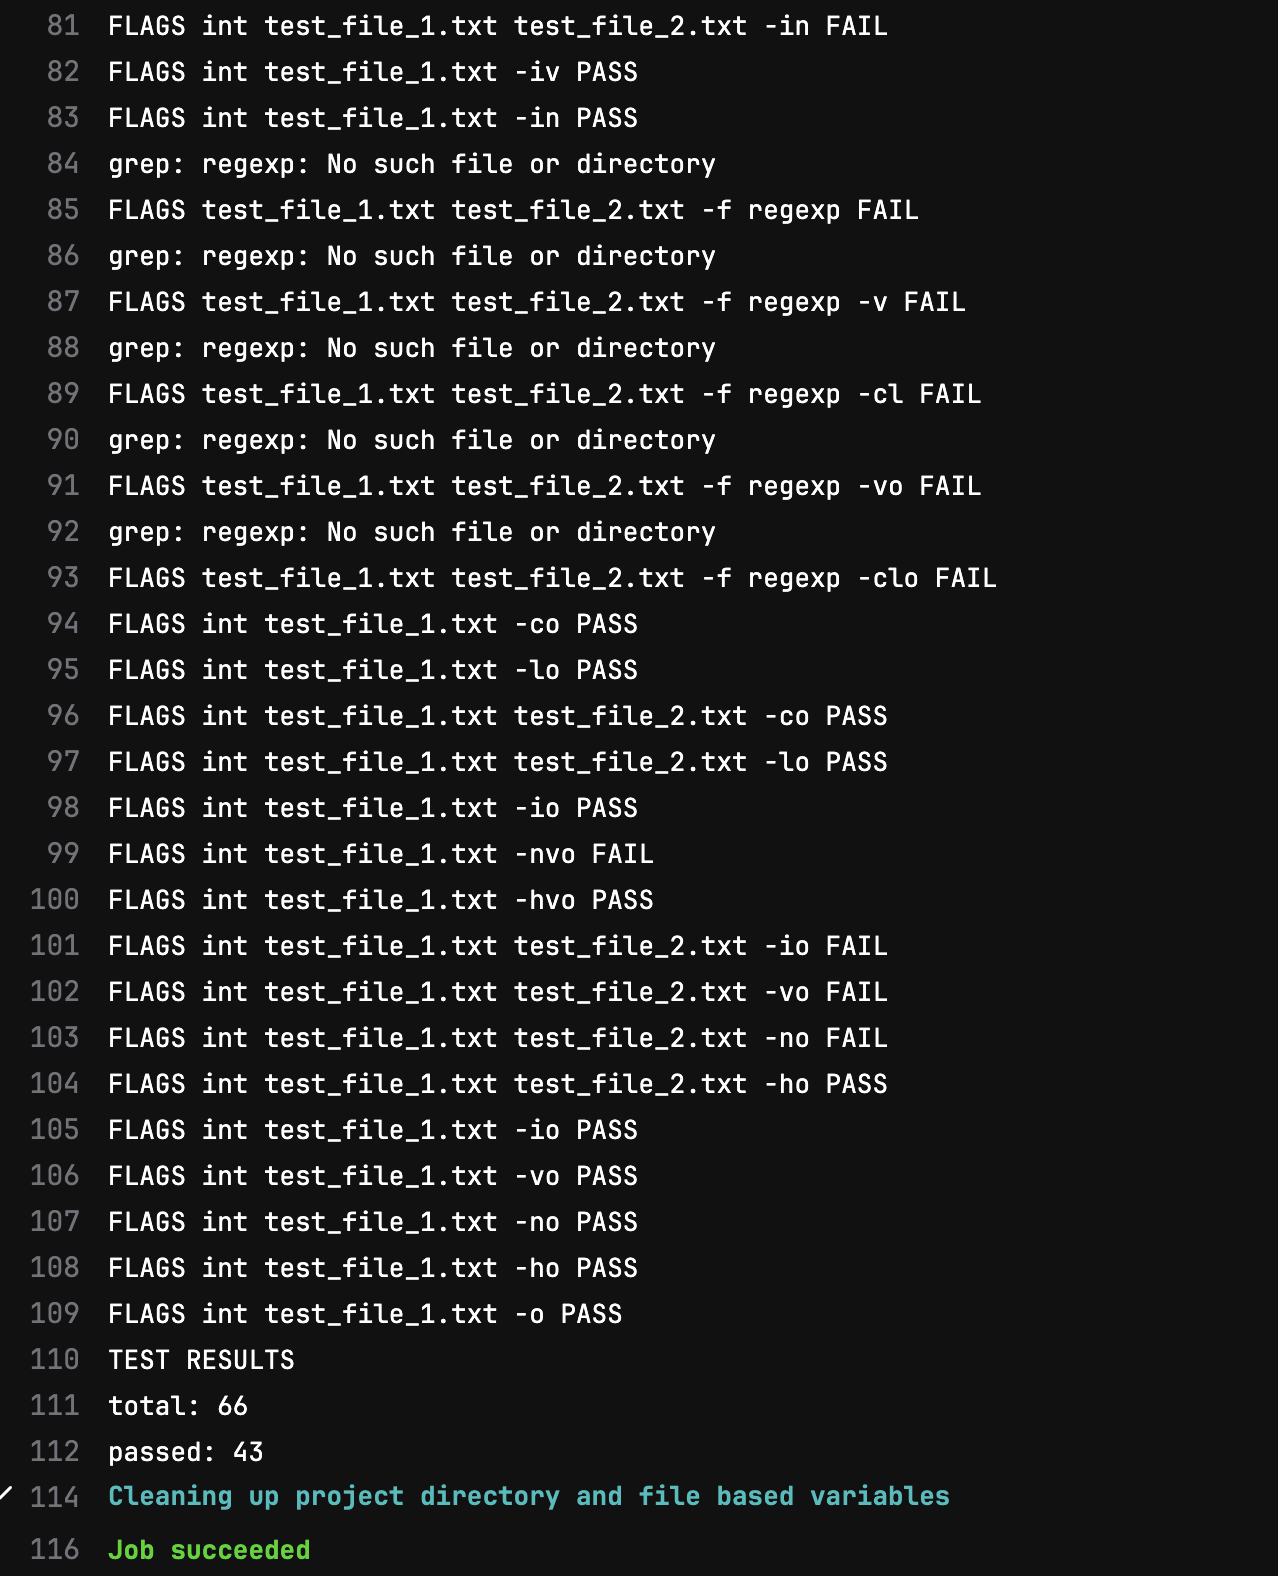 81 FLAGS int test_file_1.txt test_file_2.txt -in FAIL
82 FLAGS int test_file_1.txt -iv PASS
83 FLAGS int test_file_1.txt -in PASS
84 grep: regexp: No such file or directory
85 FLAGS test_file_1.txt test_file_2.txt -f regexp FAIL
86 grep: regexp: No such file or directory
87 FLAGS test_file_1.txt test_file_2.txt -f regexp -v FAIL
88 grep: regexp: No such file or directory
89 FLAGS test_file_1.txt test_file_2.txt -f regexp -cl FAIL
90 grep: regexp: No such file or directory
91 FLAGS test_file_1.txt test_file_2.txt -f regexp -vo FAIL
92 grep: regexp: No such file or directory
93 FLAGS test_file_1.txt test_file_2.txt -f regexp -clo FAIL
94 FLAGS int test_file_1.txt -co PASS
95 FLAGS int test_file_1.txt -lo PASS
96 FLAGS int test_file_1.txt test_file_2.txt -co PASS
97 FLAGS int test_file_1.txt test_file_2.txt -lo PASS
98 FLAGS int test_file_1.txt -io PASS
99 FLAGS int test_file_1.txt -nvo FAIL
100 FLAGS int test_file_1.txt -hvo PASS
101 FLAGS int test_file_1.txt test_file_2.txt -io FAIL
102 FLAGS int test_file_1.txt test_file_2.txt -vo FAIL
103 FLAGS int test_file_1.txt test_file_2.txt -no FAIL
104 FLAGS int test_file_1.txt test_file_2.txt -ho PASS
105 FLAGS int test_file_1.txt -io PASS
106 FLAGS int test_file_1.txt -vo PASS
107 FLAGS int test_file_1.txt -no PASS
108 FLAGS int test_file_1.txt -ho PASS
109 FLAGS int test_file_1.txt -o PASS
110 TEST RESULTS
111 total: 66
112 passed: 43
114 Cleaning up project directory and file based variables
116 Job succeeded